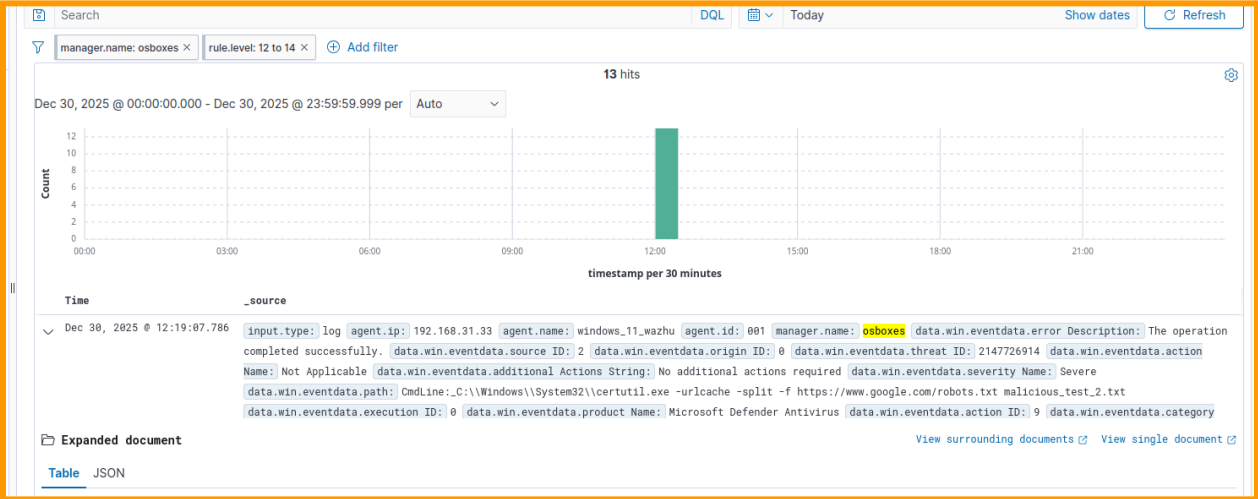 Search DQL Today Show dates Refresh
manager.name: osboxes × rule.level: 12 to 14 × Add filter
13 hits
Dec 30, 2025 @ 00:00:00.000 - Dec 30, 2025 @ 23:59:59.999 per Auto
12
10
8
6
4
2
0
Count
00:00 03:00 06:00 09:00 12:00 15:00 18:00 21:00
timestamp per 30 minutes
Time _source
Dec 30, 2025 @ 12:19:07.786 input.type: log agent.ip: 192.168.31.33 agent.name: windows_11_wazhu agent.id: 001 manager.name: osboxes data.win.eventdata.error Description: The operation
completed successfully. data.win.eventdata.source ID: 2 data.win.eventdata.origin ID: 0 data.win.eventdata.threat ID: 2147726914 data.win.eventdata.action
Name: Not Applicable data.win.eventdata.additional Actions String: No additional actions required data.win.eventdata.severity Name: Severe
data.win.eventdata.path: CmdLine:_C:\\Windows\\System32\\certutil.exe -urlcache -split -f https://www.google.com/robots.txt malicious_test_2.txt
data.win.eventdata.execution ID: 0 data.win.eventdata.product Name: Microsoft Defender Antivirus data.win.eventdata.action ID: 9 data.win.eventdata.category
Expanded document View surrounding documents View single document
Table JSON